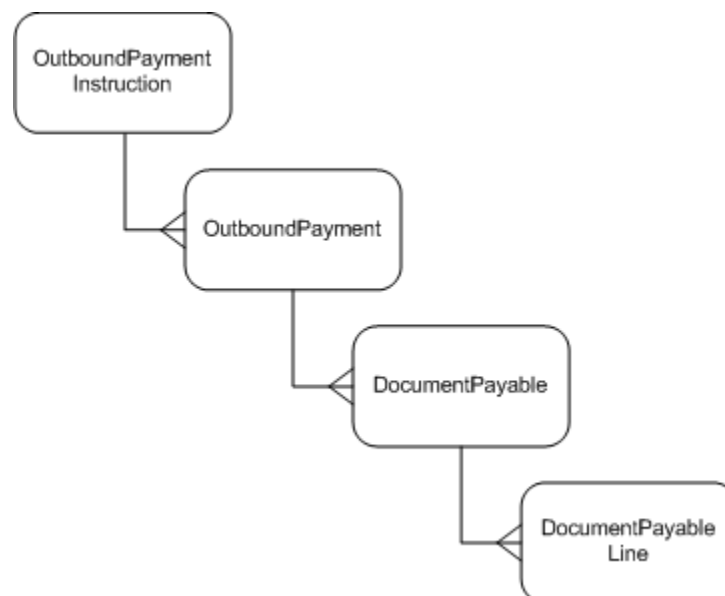 OutboundPayment
Instruction
OutboundPayment
DocumentPayable
DocumentPayable
Line